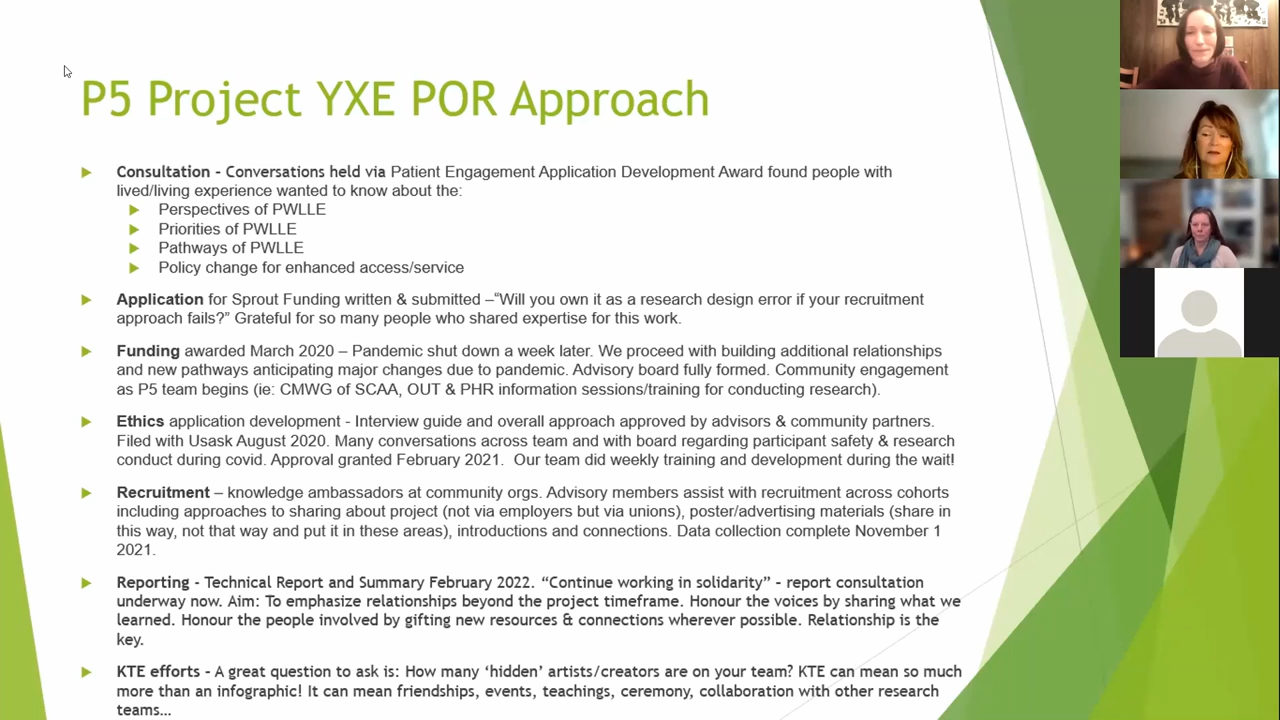 P5 Project YXE POR Approach
Consultation – Conversations held via Patient Engagement Application Development Award found people with
lived/living experience wanted to know about the:
Perspectives of PWLLE
Priorities of PWLLE
Pathways of PWLLE
Policy change for enhanced access/service
Application for Sprout Funding written & submitted –“Will you own it as a research design error if your recruitment
approach fails?” Grateful for so many people who shared expertise for this work.
Funding awarded March 2020 – Pandemic shut down a week later. We proceed with building additional relationships
and new pathways anticipating major changes due to pandemic. Advisory board fully formed. Community engagement
as P5 team begins (ie: CMWG of SCAA, OUT & PHR information sessions/training for conducting research).
Ethics application development - Interview guide and overall approach approved by advisors & community partners.
Filed with Usask August 2020. Many conversations across team and with board regarding participant safety & research
conduct during covid. Approval granted February 2021.  Our team did weekly training and development during the wait!
Recruitment – knowledge ambassadors at community orgs. Advisory members assist with recruitment across cohorts
including approaches to sharing about project (not via employers but via unions), poster/advertising materials (share in
this way, not that way and put it in these areas), introductions and connections. Data collection complete November 1
2021.
Reporting - Technical Report and Summary February 2022. “Continue working in solidarity” – report consultation
underway now. Aim: To emphasize relationships beyond the project timeframe. Honour the voices by sharing what we
learned. Honour the people involved by gifting new resources & connections wherever possible. Relationship is the
key.
KTE efforts – A great question to ask is: How many ‘hidden’ artists/creators are on your team? KTE can mean so much
more than an infographic! It can mean friendships, events, teachings, ceremony, collaboration with other research
teams…